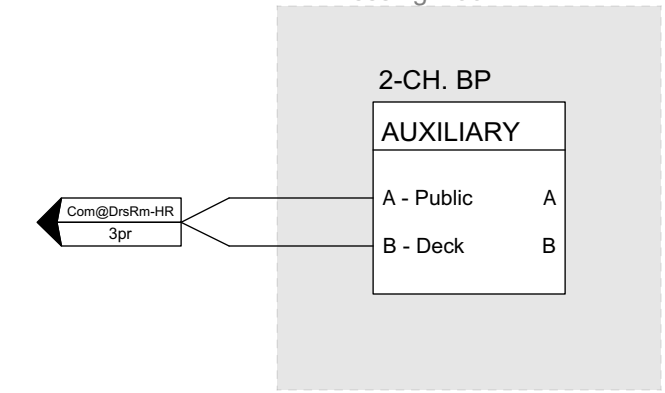 2-CH. BP
AUXILIARY
A - Public A
Com@DrsRm-HR
3pr
B - Deck B